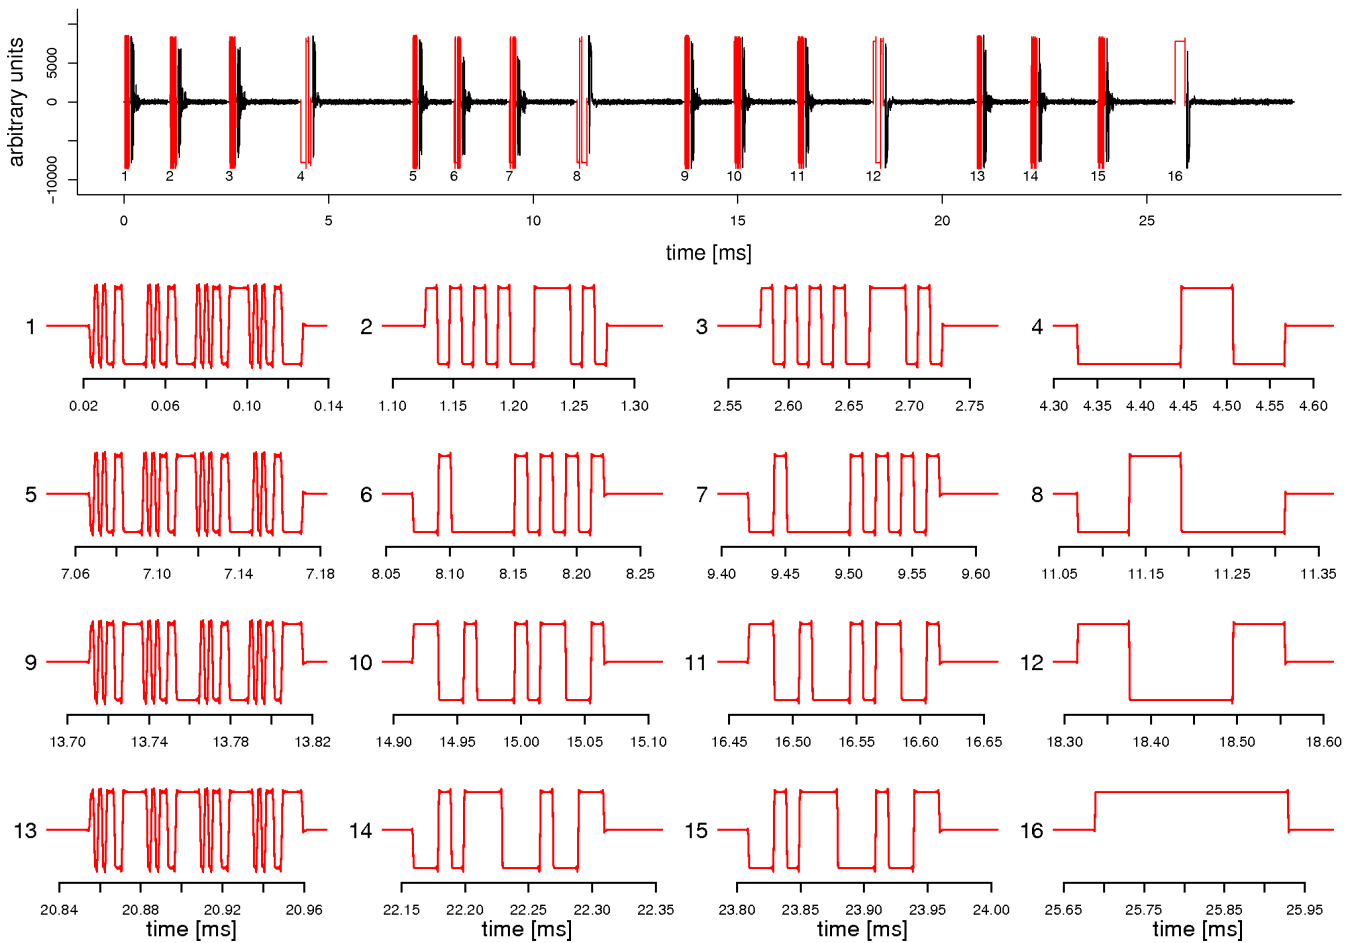 arbitrary units
5000
0
−10000
1 2 3 4 5 6 7 8 9 10 11 12 13 14 15 16
0 5 10 15 20 25
time [ms]
1 2 3 4
0.02 0.06 0.10 0.14 1.10 1.15 1.20 1.25 1.30 2.55 2.60 2.65 2.70 2.75 4.30 4.35 4.40 4.45 4.50 4.55 4.60
5 6 7 8
7.06 7.10 7.14 7.18 8.05 8.10 8.15 8.20 8.25 9.40 9.45 9.50 9.55 9.60 11.05 11.15 11.25 11.35
9 10 11 12
13.70 13.74 13.78 13.82 14.90 14.95 15.00 15.05 15.10 16.45 16.50 16.55 16.60 16.65 18.30 18.40 18.50 18.60
13 14 15 16
20.84 20.88 20.92 20.96 22.15 22.20 22.25 22.30 22.35 23.80 23.85 23.90 23.95 24.00 25.65 25.75 25.85 25.95
time [ms] time [ms] time [ms] time [ms]